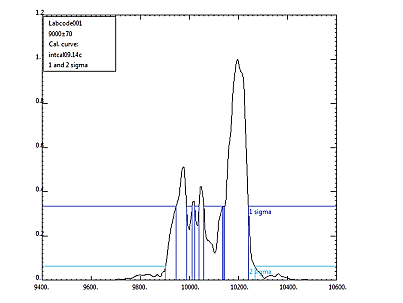 1.2
Labcode001
9000±70
Cal. curve:
intcal09.14c
1 and 2 sigma
1.
0.8
0.6
0.4
1 sigma
0.2
2 sigma
0.
9400.
9600.
9800.
10000.
10200.
10400.
10600.